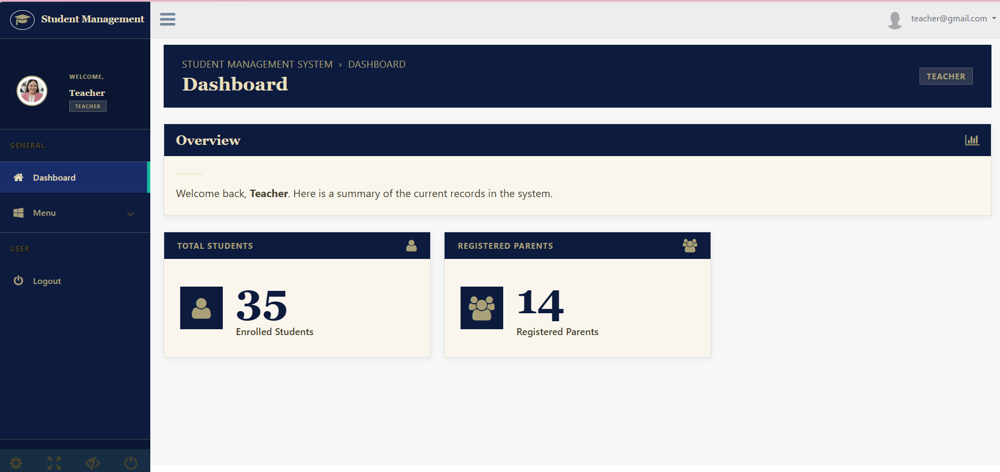 Student Management
teacher@gmail.com
WELCOME,
Teacher
TEACHER
GENERAL
Dashboard
Menu
USER
Logout
STUDENT MANAGEMENT SYSTEM › DASHBOARD
Dashboard
TEACHER
Overview
Welcome back, Teacher. Here is a summary of the current records in the system.
TOTAL STUDENTS
35
Enrolled Students
REGISTERED PARENTS
14
Registered Parents